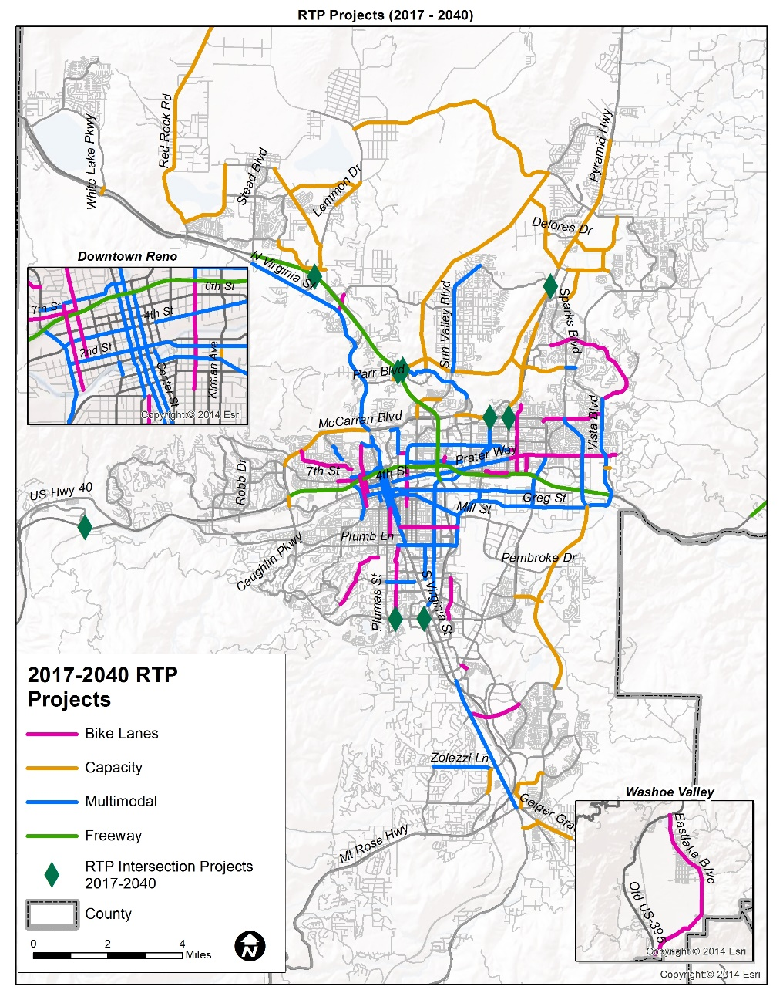 RTP Projects (2017 - 2040)
Red Rock Rd
White Lake Pkwy
Stead Blvd
Lemmon Dr
Pyramid Hwy
Delores Dr
Downtown Reno
N Virginia St
6th St
7th St
4th St
2nd St
Center St
Kirman Ave
Copyright:© 2014 Esri
Sun Valley Blvd
Sparks Blvd
Parr Blvd
McCarran Blvd
Vista Blvd
Prater Way
7th St
4th St
Robb Dr
US Hwy 40
Greg St
Mill St
Plumb Ln
Caughlin Pkwy
Pembroke Dr
Plumas St
S Virginia St
Zolezzi Ln
Geiger Gra
Mt Rose Hwy
2017-2040 RTP
Projects
Bike Lanes
Capacity
Multimodal
Freeway
RTP Intersection Projects
2017-2040
County
0 2 4
Miles
N
Washoe Valley
Eastlake Blvd
Old US-395
Copyright:© 2014 Esri
Copyright:© 2014 Esri